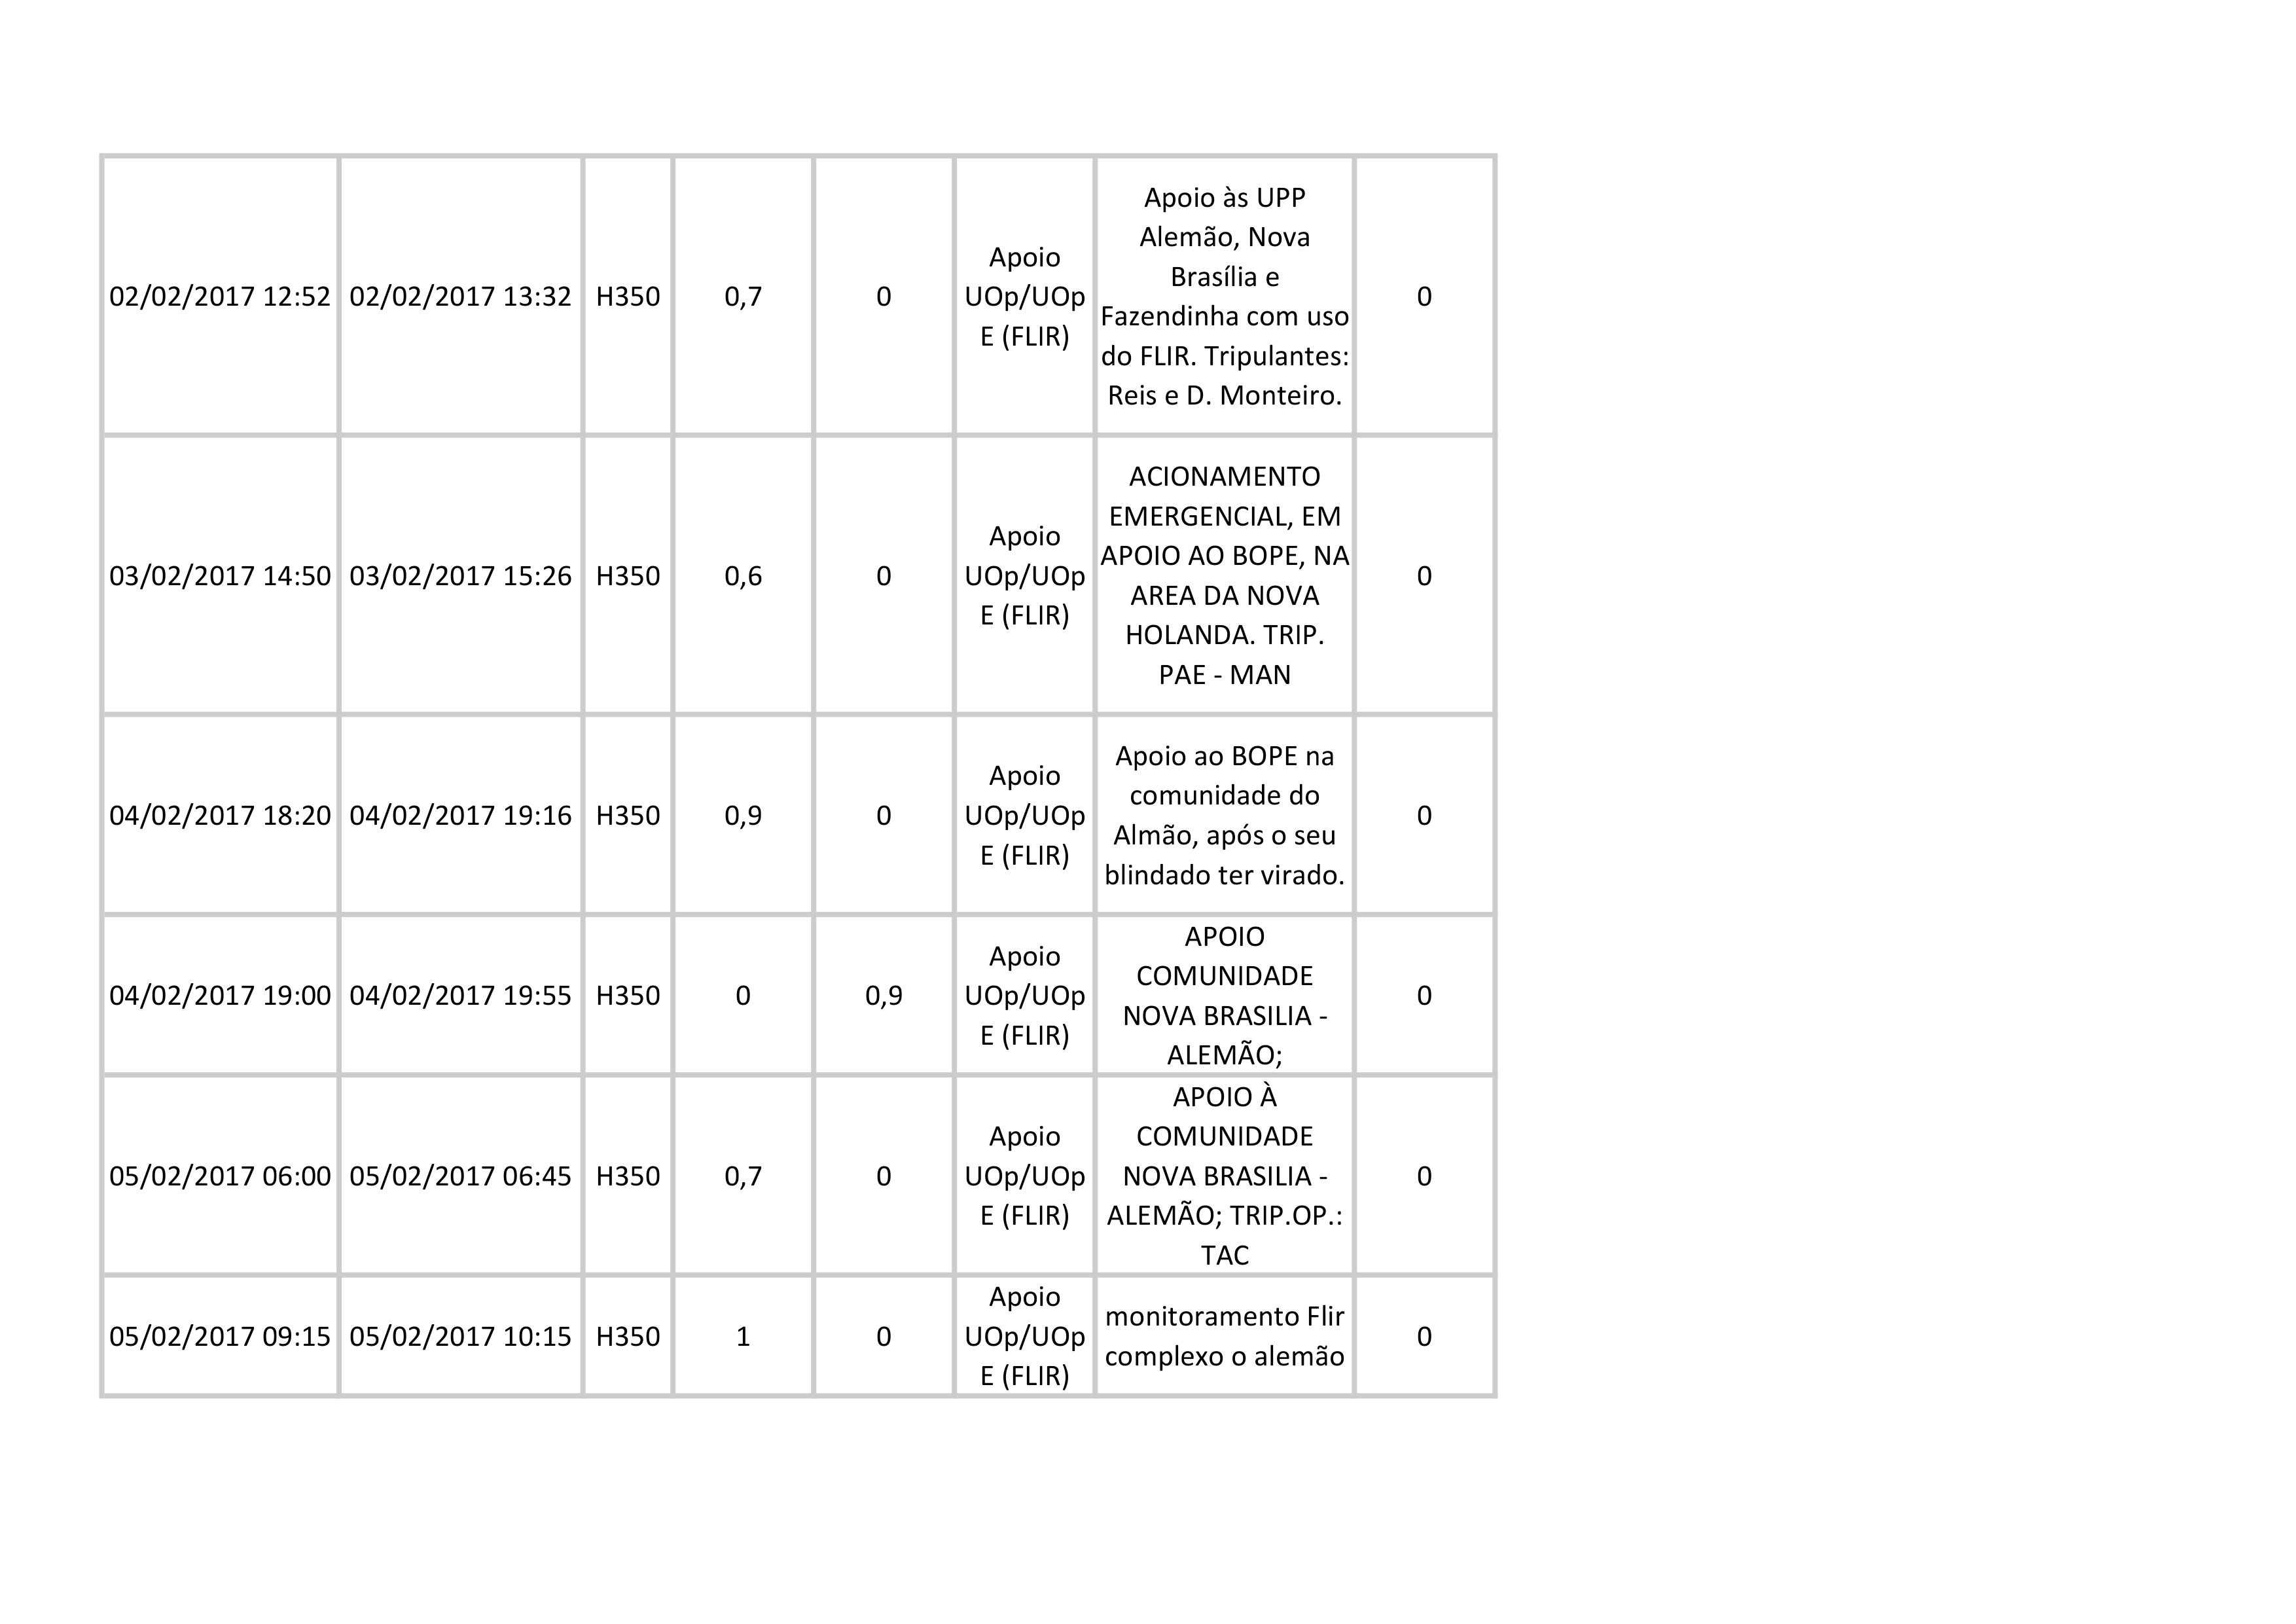 02/02/2017 12:52 02/02/2017 13:32 H350 0,7 0 Apoio UOp/UOp E (FLIR) Apoio às UPP Alemão, Nova Brasília e Fazendinha com uso do FLIR. Tripulantes: Reis e D. Monteiro. 0
03/02/2017 14:50 03/02/2017 15:26 H350 0,6 0 Apoio UOp/UOp E (FLIR) ACIONAMENTO EMERGENCIAL, EM APOIO AO BOPE, NA AREA DA NOVA HOLANDA. TRIP. PAE - MAN 0
04/02/2017 18:20 04/02/2017 19:16 H350 0,9 0 Apoio UOp/UOp E (FLIR) Apoio ao BOPE na comunidade do Almão, após o seu blindado ter virado. 0
04/02/2017 19:00 04/02/2017 19:55 H350 0 0,9 Apoio UOp/UOp E (FLIR) APOIO COMUNIDADE NOVA BRASILIA - ALEMÃO; 0
05/02/2017 06:00 05/02/2017 06:45 H350 0,7 0 Apoio UOp/UOp E (FLIR) APOIO À COMUNIDADE NOVA BRASILIA - ALEMÃO; TRIP.OP.: TAC 0
05/02/2017 09:15 05/02/2017 10:15 H350 1 0 Apoio UOp/UOp E (FLIR) monitoramento Flir complexo o alemão 0